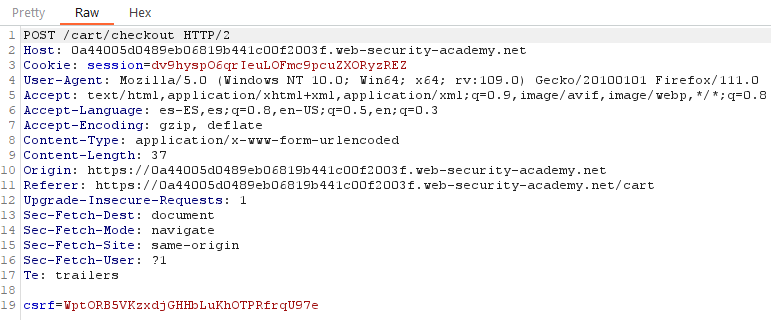 Pretty Raw Hex
1 POST /cart/checkout HTTP/2
2 Host: 0a44005d0489eb06819b441c00f2003f.web-security-academy.net
3 Cookie: session=dv9hyspO6qrIeuLOFmc9pcuZXORyzREZ
4 User-Agent: Mozilla/5.0 (Windows NT 10.0; Win64; x64; rv:109.0) Gecko/20100101 Firefox/111.0
5 Accept: text/html,application/xhtml+xml,application/xml;q=0.9,image/avif,image/webp,*/*;q=0.8
6 Accept-Language: es-ES,es;q=0.8,en-US;q=0.5,en;q=0.3
7 Accept-Encoding: gzip, deflate
8 Content-Type: application/x-www-form-urlencoded
9 Content-Length: 37
10 Origin: https://0a44005d0489eb06819b441c00f2003f.web-security-academy.net
11 Referer: https://0a44005d0489eb06819b441c00f2003f.web-security-academy.net/cart
12 Upgrade-Insecure-Requests: 1
13 Sec-Fetch-Dest: document
14 Sec-Fetch-Mode: navigate
15 Sec-Fetch-Site: same-origin
16 Sec-Fetch-User: ?1
17 Te: trailers
18
19 csrf=WptORB5VKzxdjGHHbLuKhOTPRfrqU97e